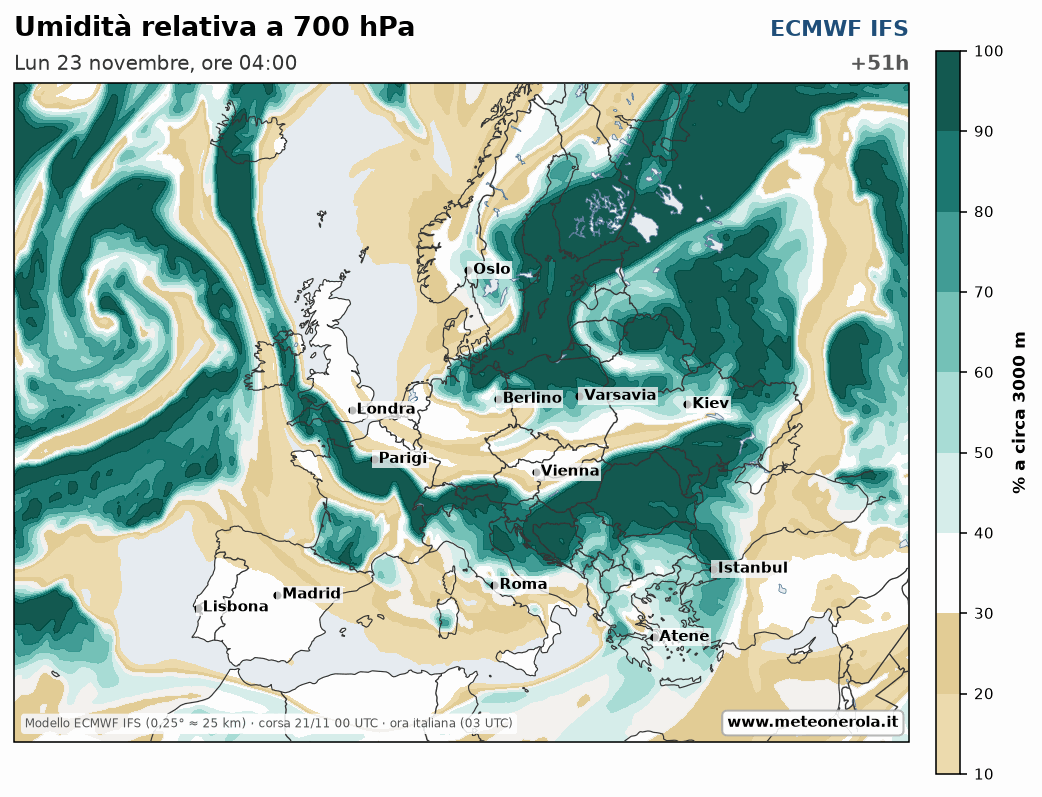 Umidità relativa a 700 hPa
ECMWF IFS
Lun 23 novembre, ore 04:00
+51h
100
90
80
70
60
50
40
30
20
10
% a circa 3000 m
Oslo
Berlino
Varsavia
Kiev
Londra
Parigi
Vienna
Istanbul
Roma
Madrid
Lisbona
Atene
Modello ECMWF IFS (0,25° ≈ 25 km) · corsa 21/11 00 UTC · ora italiana (03 UTC)
www.meteonerola.it